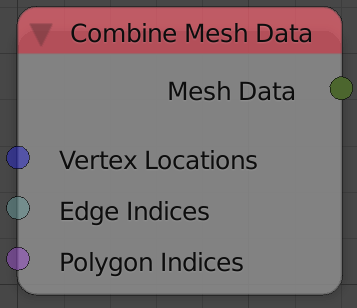 Combine Mesh Data
Mesh Data
Vertex Locations
Edge Indices
Polygon Indices